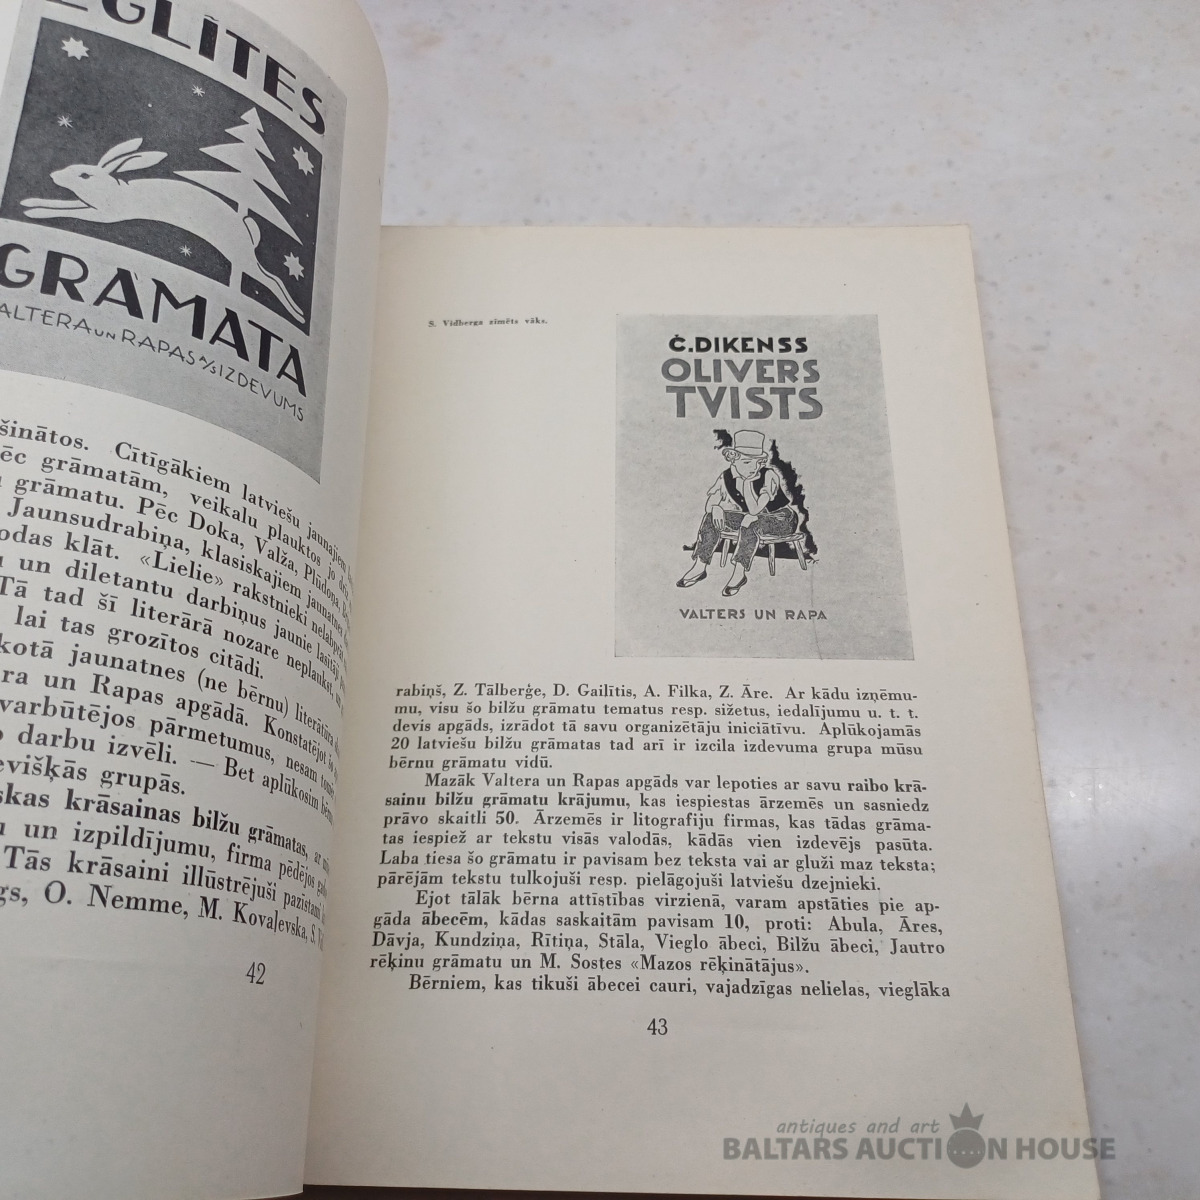 EGLĪTES
GRĀMATA
VALTERA UN RAPAS A/S IZDEVUMS
šinātos. Cītīgākiem latviešu jaunajiem
ēc grāmatām, veikalu plauktos jo
grāmatu. Pēc Doka, Valža, Plūdoņa,
Jaunsudrabiņa, klasiskajiem jaunatnes
odas klāt. «Lielie» rakstnieki nelabprāt
un diletantu darbiņus jaunie lasītāji
Tā tad šī literārā nozare neplaukst, un
lai tas grozītos citādi.
kotā jaunatnes (ne bērnu) literātūra
ra un Rapas apgādā. Konstatējot šo
varbūtējos pārmetumus, nesam
darbu izvēli. — Bet aplūkosim
evišķās grupās.
skas krāsainas bilžu grāmatas, ar
u un izpildījumu, firma pēdējos
Tās krāsaini illūstrējuši pazīstami
gs, O. Nemme, M. Kovaļevska, S.
42
S. Vidberga zīmēts vāks.
Č. DIKENSS
OLIVERS
TVISTS
VALTERS UN RAPA
rabiņš, Z. Tālberģe, D. Gailītis, A. Filka, Z. Āre. Ar kādu izņēmu-
mu, visu šo bilžu grāmatu tematus resp. sižetus, iedalījumu u. t. t.
devis apgāds, izrādot tā savu organizētāju iniciātīvu. Aplūkojamās
20 latviešu bilžu grāmatas tad arī ir izcila izdevuma grupa mūsu
bērnu grāmatu vidū.
Mazāk Valtera un Rapas apgāds var lepoties ar savu raibo krā-
sainu bilžu grāmatu krājumu, kas iespiestas ārzemēs un sasniedz
prāvo skaitli 50. Ārzemēs ir litografiju firmas, kas tādas grāma-
tas iespiež ar tekstu visās valodās, kādās vien izdevējs pasūta.
Laba tiesa šo grāmatu ir pavisam bez teksta vai ar gluži maz teksta;
pārējām tekstu tulkojuši resp. pielāgojuši latviešu dzejnieki.
Ejot tālāk bērna attīstības virzienā, varam apstāties pie ap-
gāda ābecēm, kādas saskaitām pavisam 10, proti: Abula, Āres,
Dāvja, Kundziņa, Rītiņa, Stāla, Vieglo ābeci, Bilžu ābeci, Jautro
rēķinu grāmatu un M. Sostes «Mazos rēķinātājus».
Bērniem, kas tikuši ābecei cauri, vajadzīgas nelielas, vieglāka
43
antiques and art
BALTARS AUCTION HOUSE